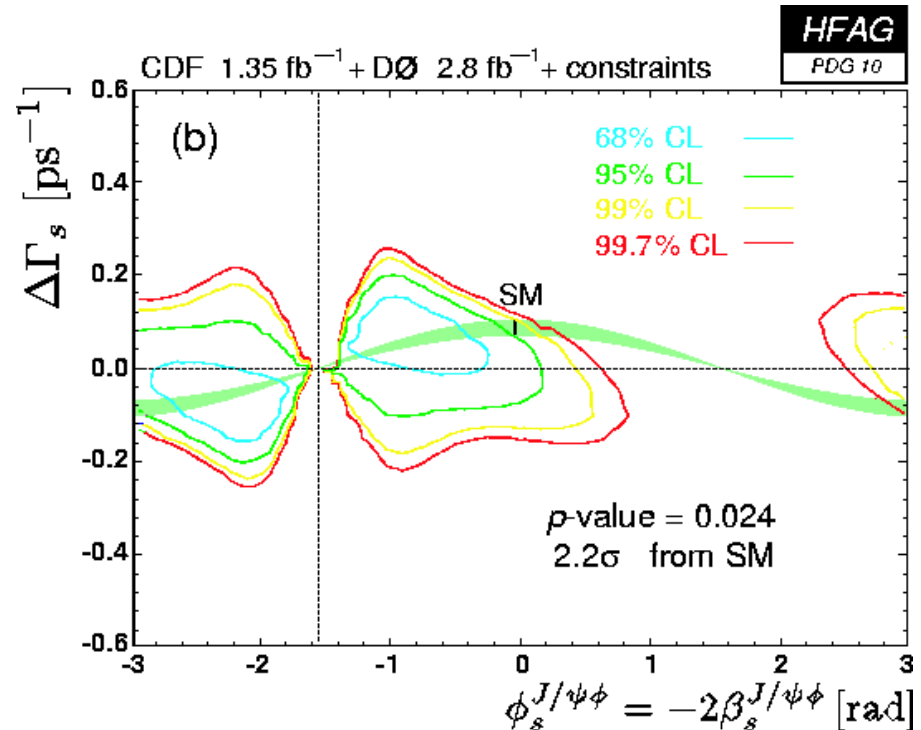 HFAG
PDG 10
CDF 1.35 fb⁻¹ + DØ 2.8 fb⁻¹ + constraints
(b)
68% CL
95% CL
99% CL
99.7% CL
SM
p-value = 0.024
2.2σ from SM
ΔΓₛ [ps⁻¹]
0.6
0.4
0.2
0.0
-0.2
-0.4
-0.6
-3 -2 -1 0 1 2 3
ϕₛ^{J/ψϕ} = −2βₛ^{J/ψϕ} [rad]